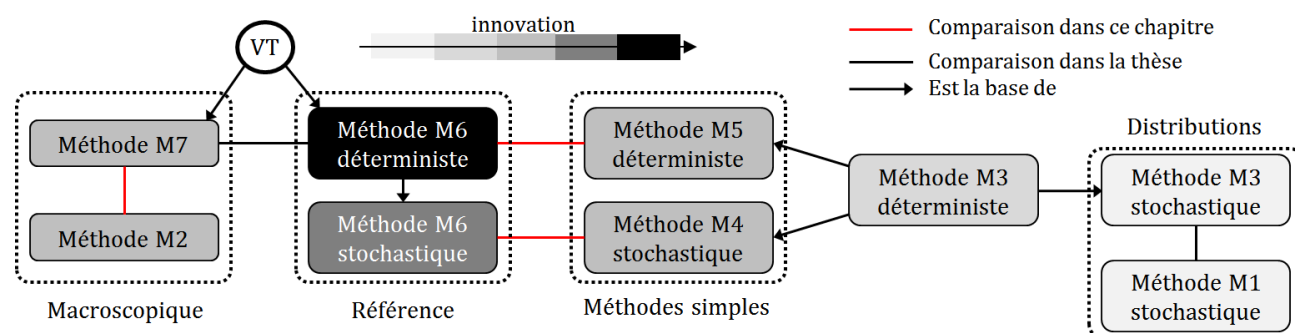 innovation
VT
Comparaison dans ce chapitre
Comparaison dans la thèse
Est la base de
Méthode M7
Méthode M2
Macroscopique
Méthode M6
déterministe
Méthode M6
stochastique
Référence
Méthode M5
déterministe
Méthode M4
stochastique
Méthodes simples
Méthode M3
déterministe
Distributions
Méthode M3
stochastique
Méthode M1
stochastique